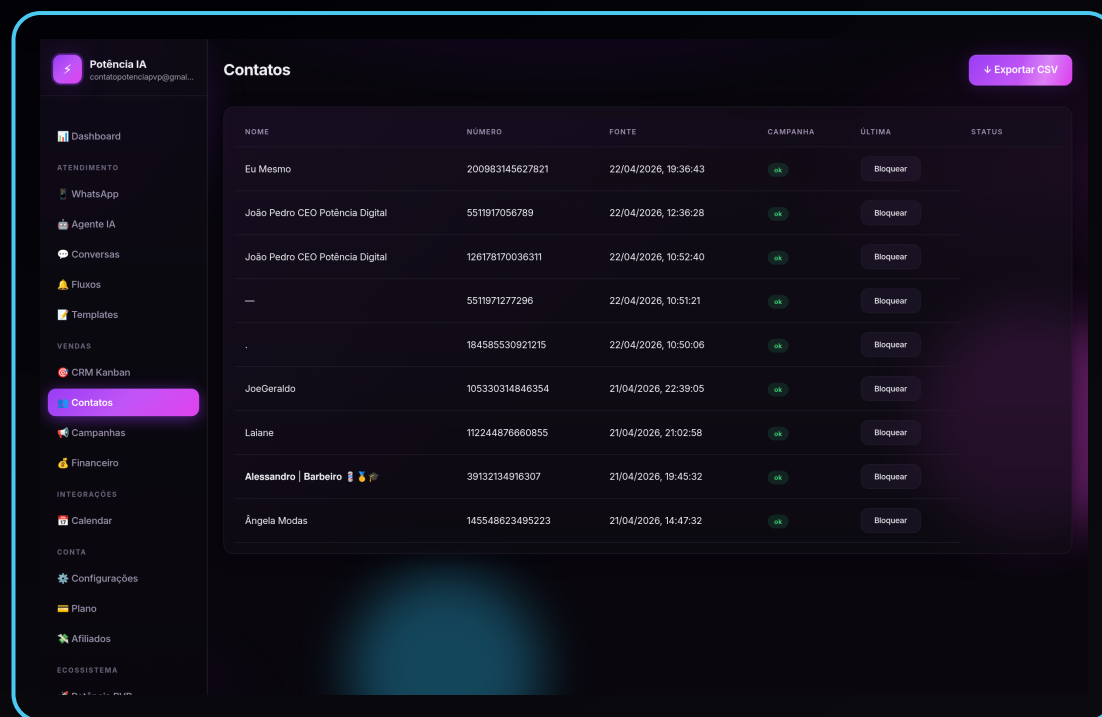 ⚡ Potência IA
contatopotenciapvp@gmai...
📊 Dashboard
ATENDIMENTO
📱 WhatsApp
🤖 Agente IA
💬 Conversas
🔔 Fluxos
📝 Templates
VENDAS
🎯 CRM Kanban
👥 Contatos
📢 Campanhas
💰 Financeiro
INTEGRAÇÕES
📅 Calendar
CONTA
⚙️ Configurações
💳 Plano
💸 Afiliados
ECOSSISTEMA
Contatos
↓ Exportar CSV
NOME NÚMERO FONTE CAMPANHA ÚLTIMA STATUS
Eu Mesmo 200983145627821 22/04/2026, 19:36:43 ok Bloquear
João Pedro CEO Potência Digital 5511917056789 22/04/2026, 12:36:28 ok Bloquear
João Pedro CEO Potência Digital 126178170036311 22/04/2026, 10:52:40 ok Bloquear
— 5511971277296 22/04/2026, 10:51:21 ok Bloquear
. 184585530921215 22/04/2026, 10:50:06 ok Bloquear
JoeGeraldo 105330314846354 21/04/2026, 22:39:05 ok Bloquear
Laiane 112244876660855 21/04/2026, 21:02:58 ok Bloquear
Alessandro | Barbeiro 💈🏅🎓 39132134916307 21/04/2026, 19:45:32 ok Bloquear
Ângela Modas 145548623495223 21/04/2026, 14:47:32 ok Bloquear